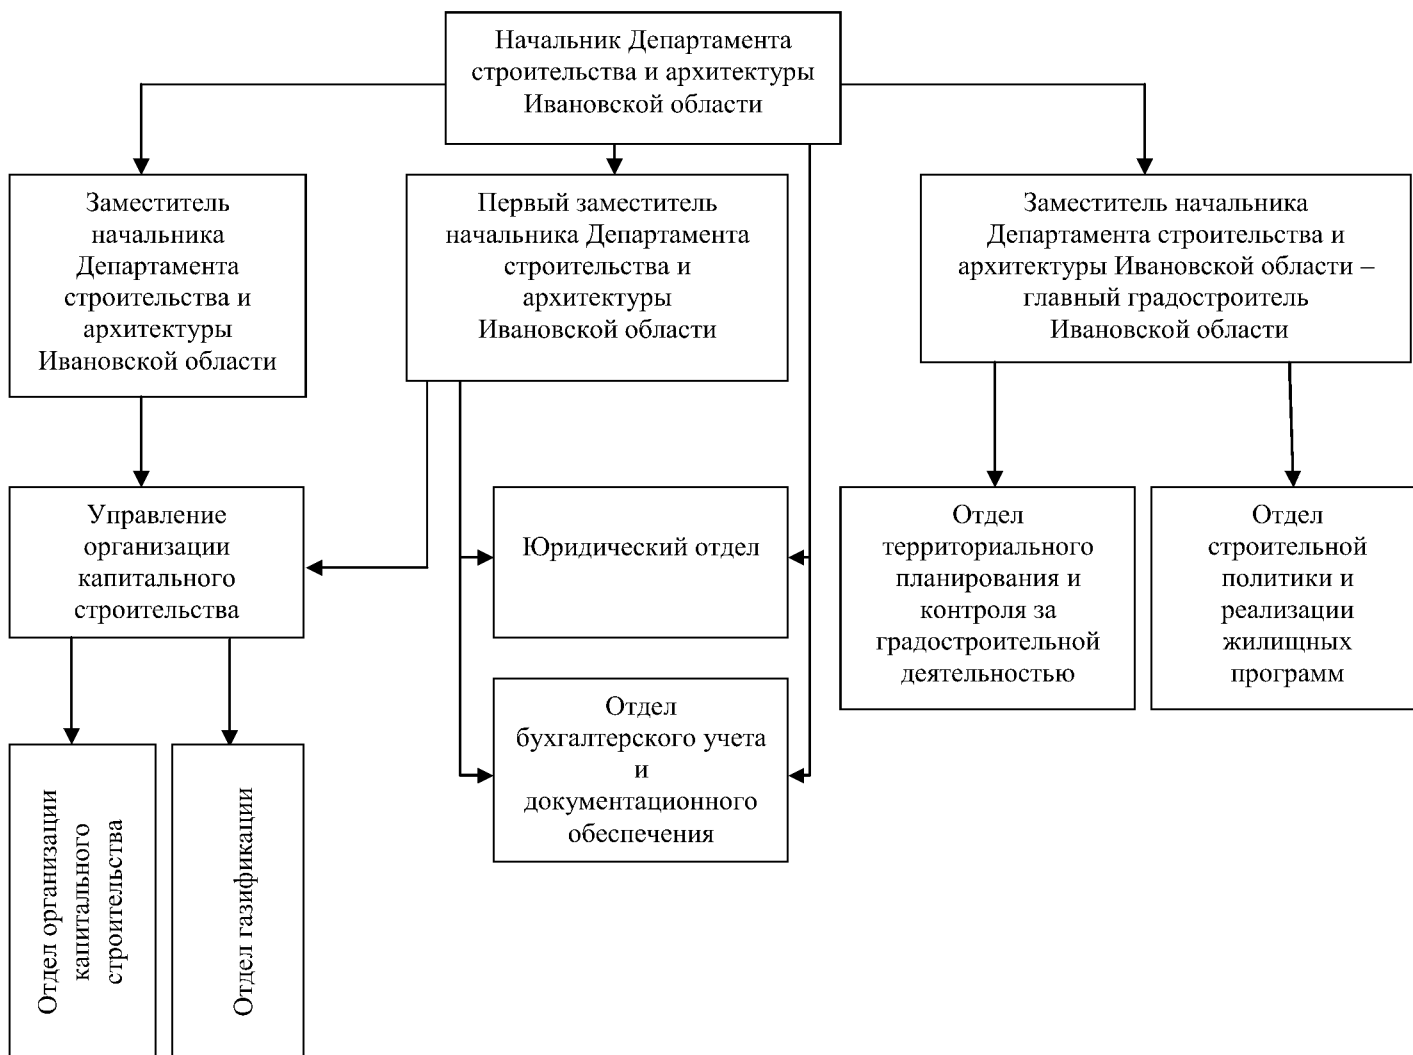 Начальник Департамента
строительства и архитектуры
Ивановской области
Заместитель
начальника
Департамента
строительства и
архитектуры
Ивановской области
Первый заместитель
начальника Департамента
строительства и
архитектуры
Ивановской области
Заместитель начальника
Департамента строительства и
архитектуры Ивановской области –
главный градостроитель
Ивановской области
Управление
организации
капитального
строительства
Юридический отдел
Отдел
территориального
планирования и
контроля за
градостроительной
деятельностью
Отдел
строительной
политики и
реализации
жилищных
программ
Отдел
бухгалтерского учета
и
документационного
обеспечения
Отдел организации
капитального
строительства
Отдел газификации